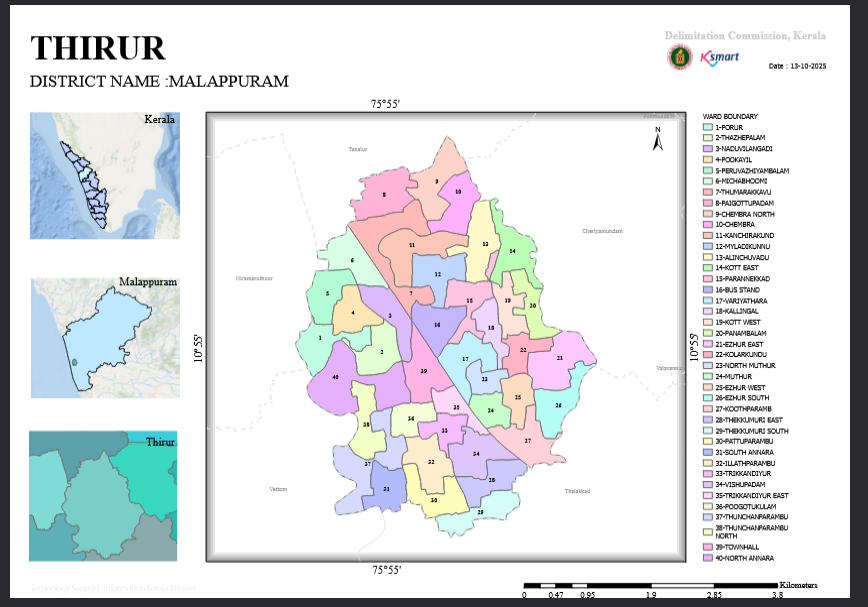 THIRUR
DISTRICT NAME :MALAPPURAM
Delimitation Commission, Kerala
Ksmart
Date : 13-10-2025
Kerala
Malappuram
Thirur
75°55'
10°55'
10°55'
75°55'
N
Tanalur
Cheriyamundam
Niramaruthoor
Vettom
Thalakkad
8
9
10
11
13
14
6
12
5
7
15
19
20
4
3
16
18
1
2
17
22
21
40
39
23
25
26
24
35
36
38
33
27
34
37
32
28
31
30
29
WARD BOUNDARY
1-PORUR
2-THAZHEPALAM
3-NADUVILANGADI
4-POOKAYIL
5-PERUVAZHIYAMBALAM
6-MICHABHOOMI
7-THUMARAKKAVU
8-PAIGOTTUPADAM
9-CHEMBRA NORTH
10-CHEMBRA
11-KANCHIRAKUND
12-MYLADIKUNNU
13-ALINCHUVADU
14-KOTT EAST
15-PARANNEKKAD
16-BUS STAND
17-VARIYATHARA
18-KALLINGAL
19-KOTT WEST
20-PANAMBALAM
21-EZHUR EAST
22-KOLARKUNDU
23-NORTH MUTHUR
24-MUTHUR
25-EZHUR WEST
26-EZHUR SOUTH
27-KOOTHPARAMB
28-THEKKUMURI EAST
29-THEKKUMURI SOUTH
30-PATTUPARAMBU
31-SOUTH ANNARA
32-ILLATHPARAMBU
33-TRIKKANDIYUR
34-VISHUPADAM
35-TRIKKANDIYUR EAST
36-POOGOTUKULAM
37-THUNCHANPARAMBU
38-THUNCHANPARAMBU
NORTH
39-TOWNHALL
40-NORTH ANNARA
Technology Support: Information Kerala Mission
Kilometers
0 0.47 0.95 1.9 2.85 3.8